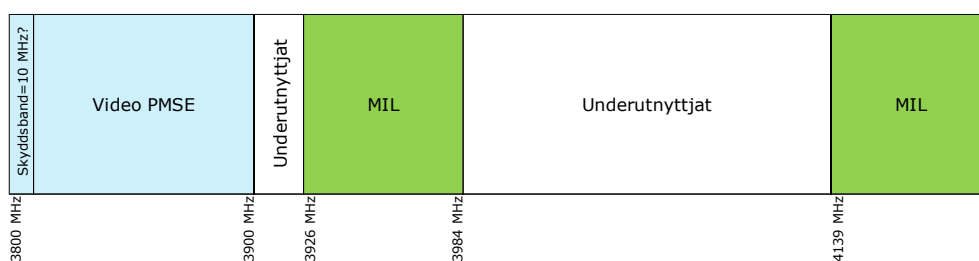 Skyddsband=10 MHz?
Video PMSE
Underutnyttjat
MIL
Underutnyttjat
MIL
3800 MHz
3900 MHz
3926 MHz
3984 MHz
4139 MHz